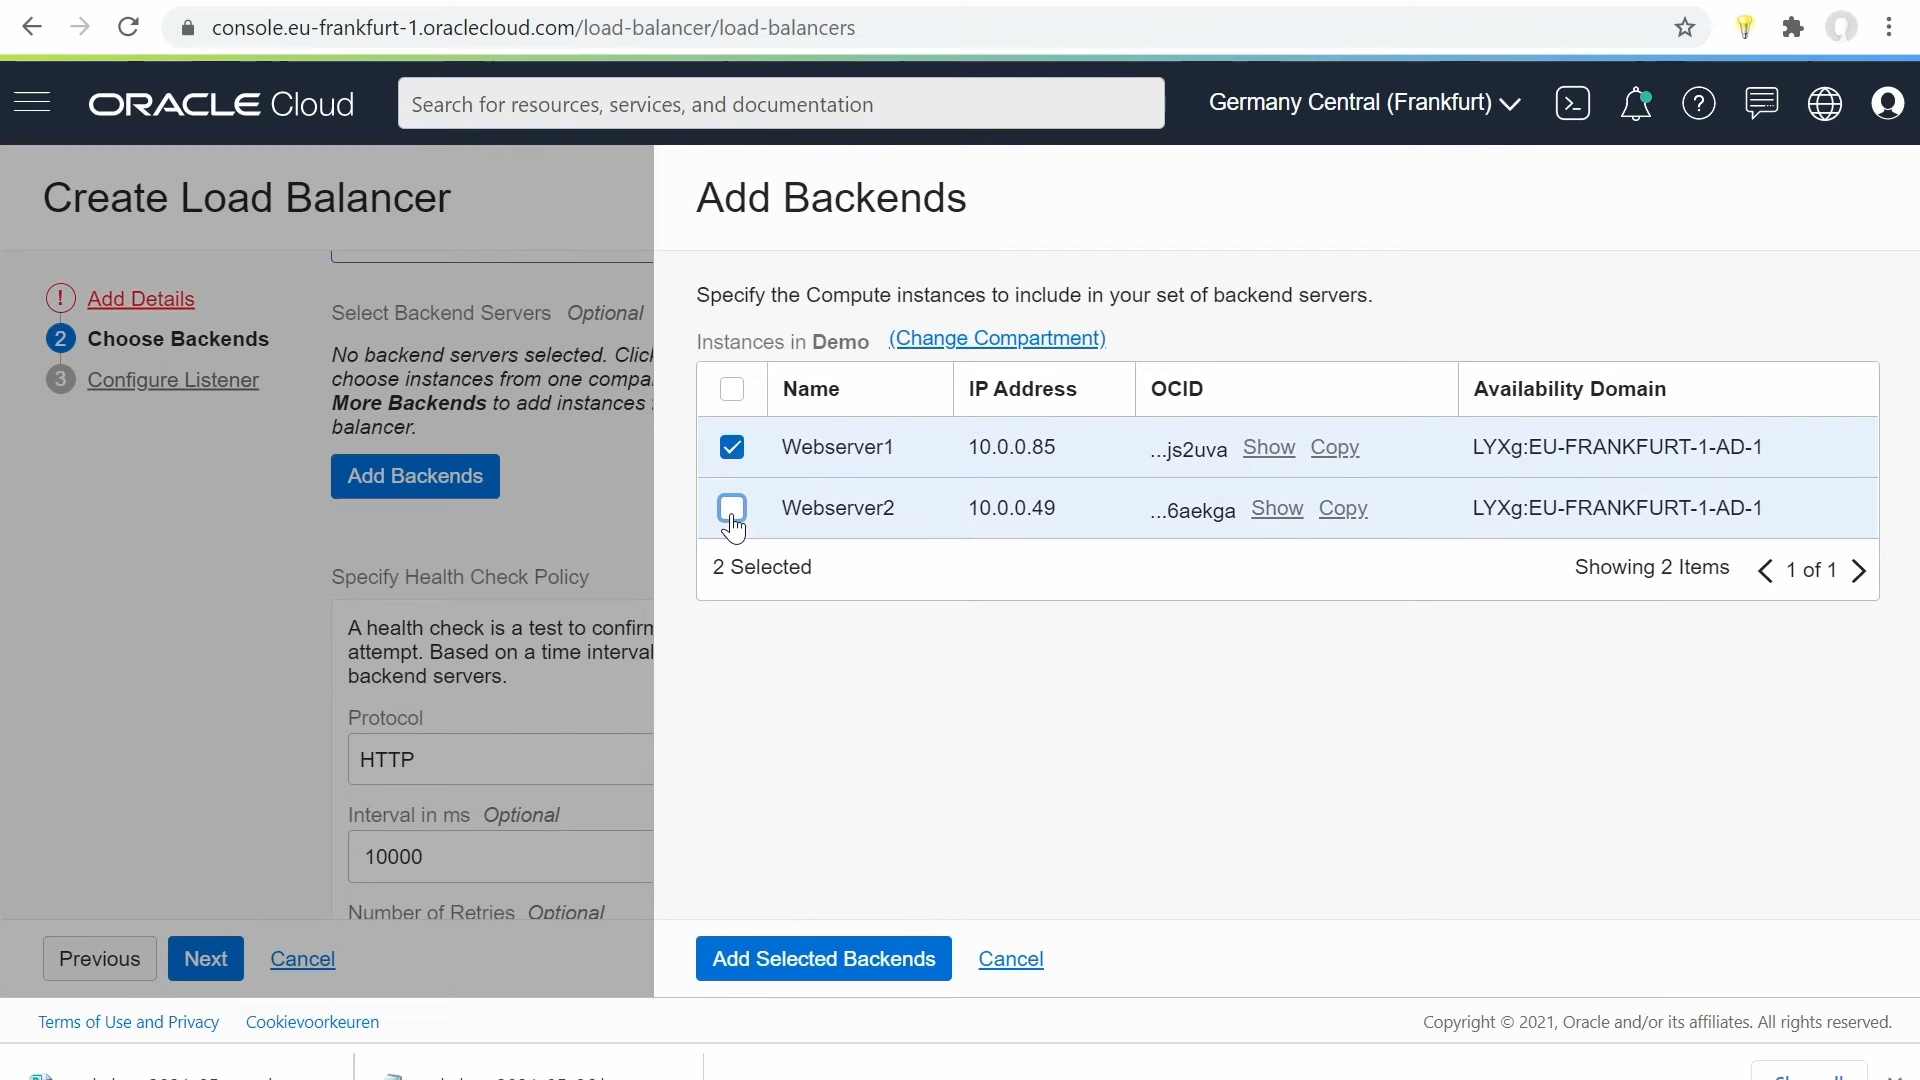 console.eu-frankfurt-1.oraclecloud.com/load-balancer/load-balancers
ORACLE Cloud
Search for resources, services, and documentation
Germany Central (Frankfurt)
Create Load Balancer
Add Backends
! Add Details
2 Choose Backends
3 Configure Listener
Select Backend Servers Optional
No backend servers selected. Click
choose instances from one compa
More Backends to add instances
balancer.
Add Backends
Specify Health Check Policy
A health check is a test to confirm
attempt. Based on a time interval
backend servers.
Protocol
HTTP
Interval in ms Optional
10000
Number of Retries Optional
Previous
Next
Cancel
Specify the Compute instances to include in your set of backend servers.
Instances in Demo (Change Compartment)
Name IP Address OCID Availability Domain
Webserver1 10.0.0.85 ...js2uva Show Copy LYXg:EU-FRANKFURT-1-AD-1
Webserver2 10.0.0.49 ...6aekga Show Copy LYXg:EU-FRANKFURT-1-AD-1
2 Selected Showing 2 Items < 1 of 1 >
Add Selected Backends
Cancel
Terms of Use and Privacy Cookievoorkeuren
Copyright © 2021, Oracle and/or its affiliates. All rights reserved.